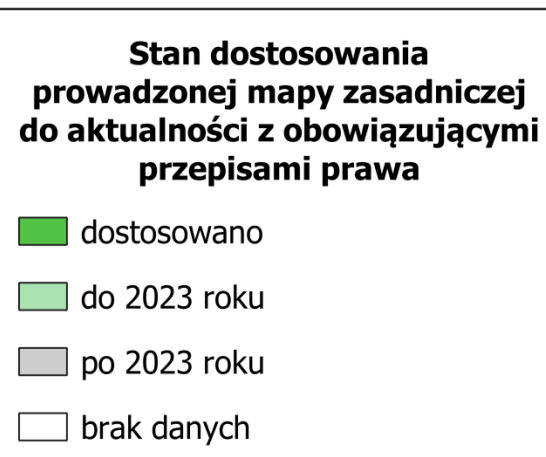 Stan dostosowania
prowadzonej mapy zasadniczej
do aktualności z obowiązującymi
przepisami prawa
dostosowano
do 2023 roku
po 2023 roku
brak danych